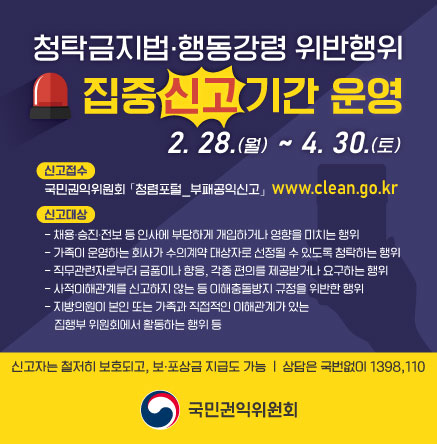 청탁금지법·행동강령 위반행위
집중 신고 기간 운영
2. 28.(월) ~ 4. 30.(토)
신고접수
국민권익위원회 「청렴포털_부패공익신고」 www.clean.go.kr
신고대상
- 채용·승진·전보 등 인사에 부당하게 개입하거나 영향을 미치는 행위
- 가족이 운영하는 회사가 수의계약 대상자로 선정될 수 있도록 청탁하는 행위
- 직무관련자로부터 금품이나 향응, 각종 편의를 제공받거나 요구하는 행위
- 사적이해관계를 신고하지 않는 등 이해충돌방지 규정을 위반한 행위
- 지방의원이 본인 또는 가족과 직접적인 이해관계가 있는
집행부 위원회에서 활동하는 행위 등
신고자는 철저히 보호되고, 보·포상금 지급도 가능 ㅣ 상담은 국번없이 1398,110
국민권익위원회